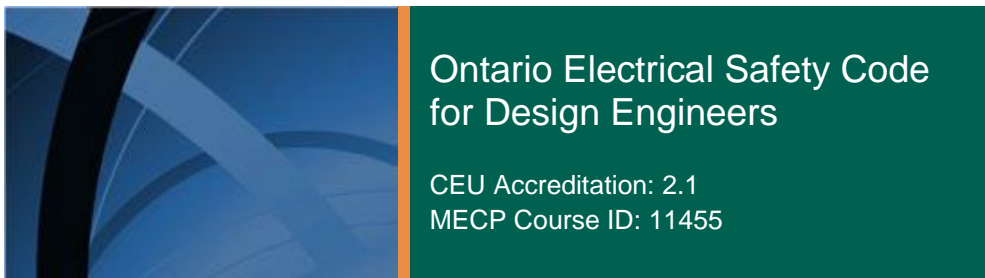 Ontario Electrical Safety Code
for Design Engineers
CEU Accreditation: 2.1
MECP Course ID: 11455